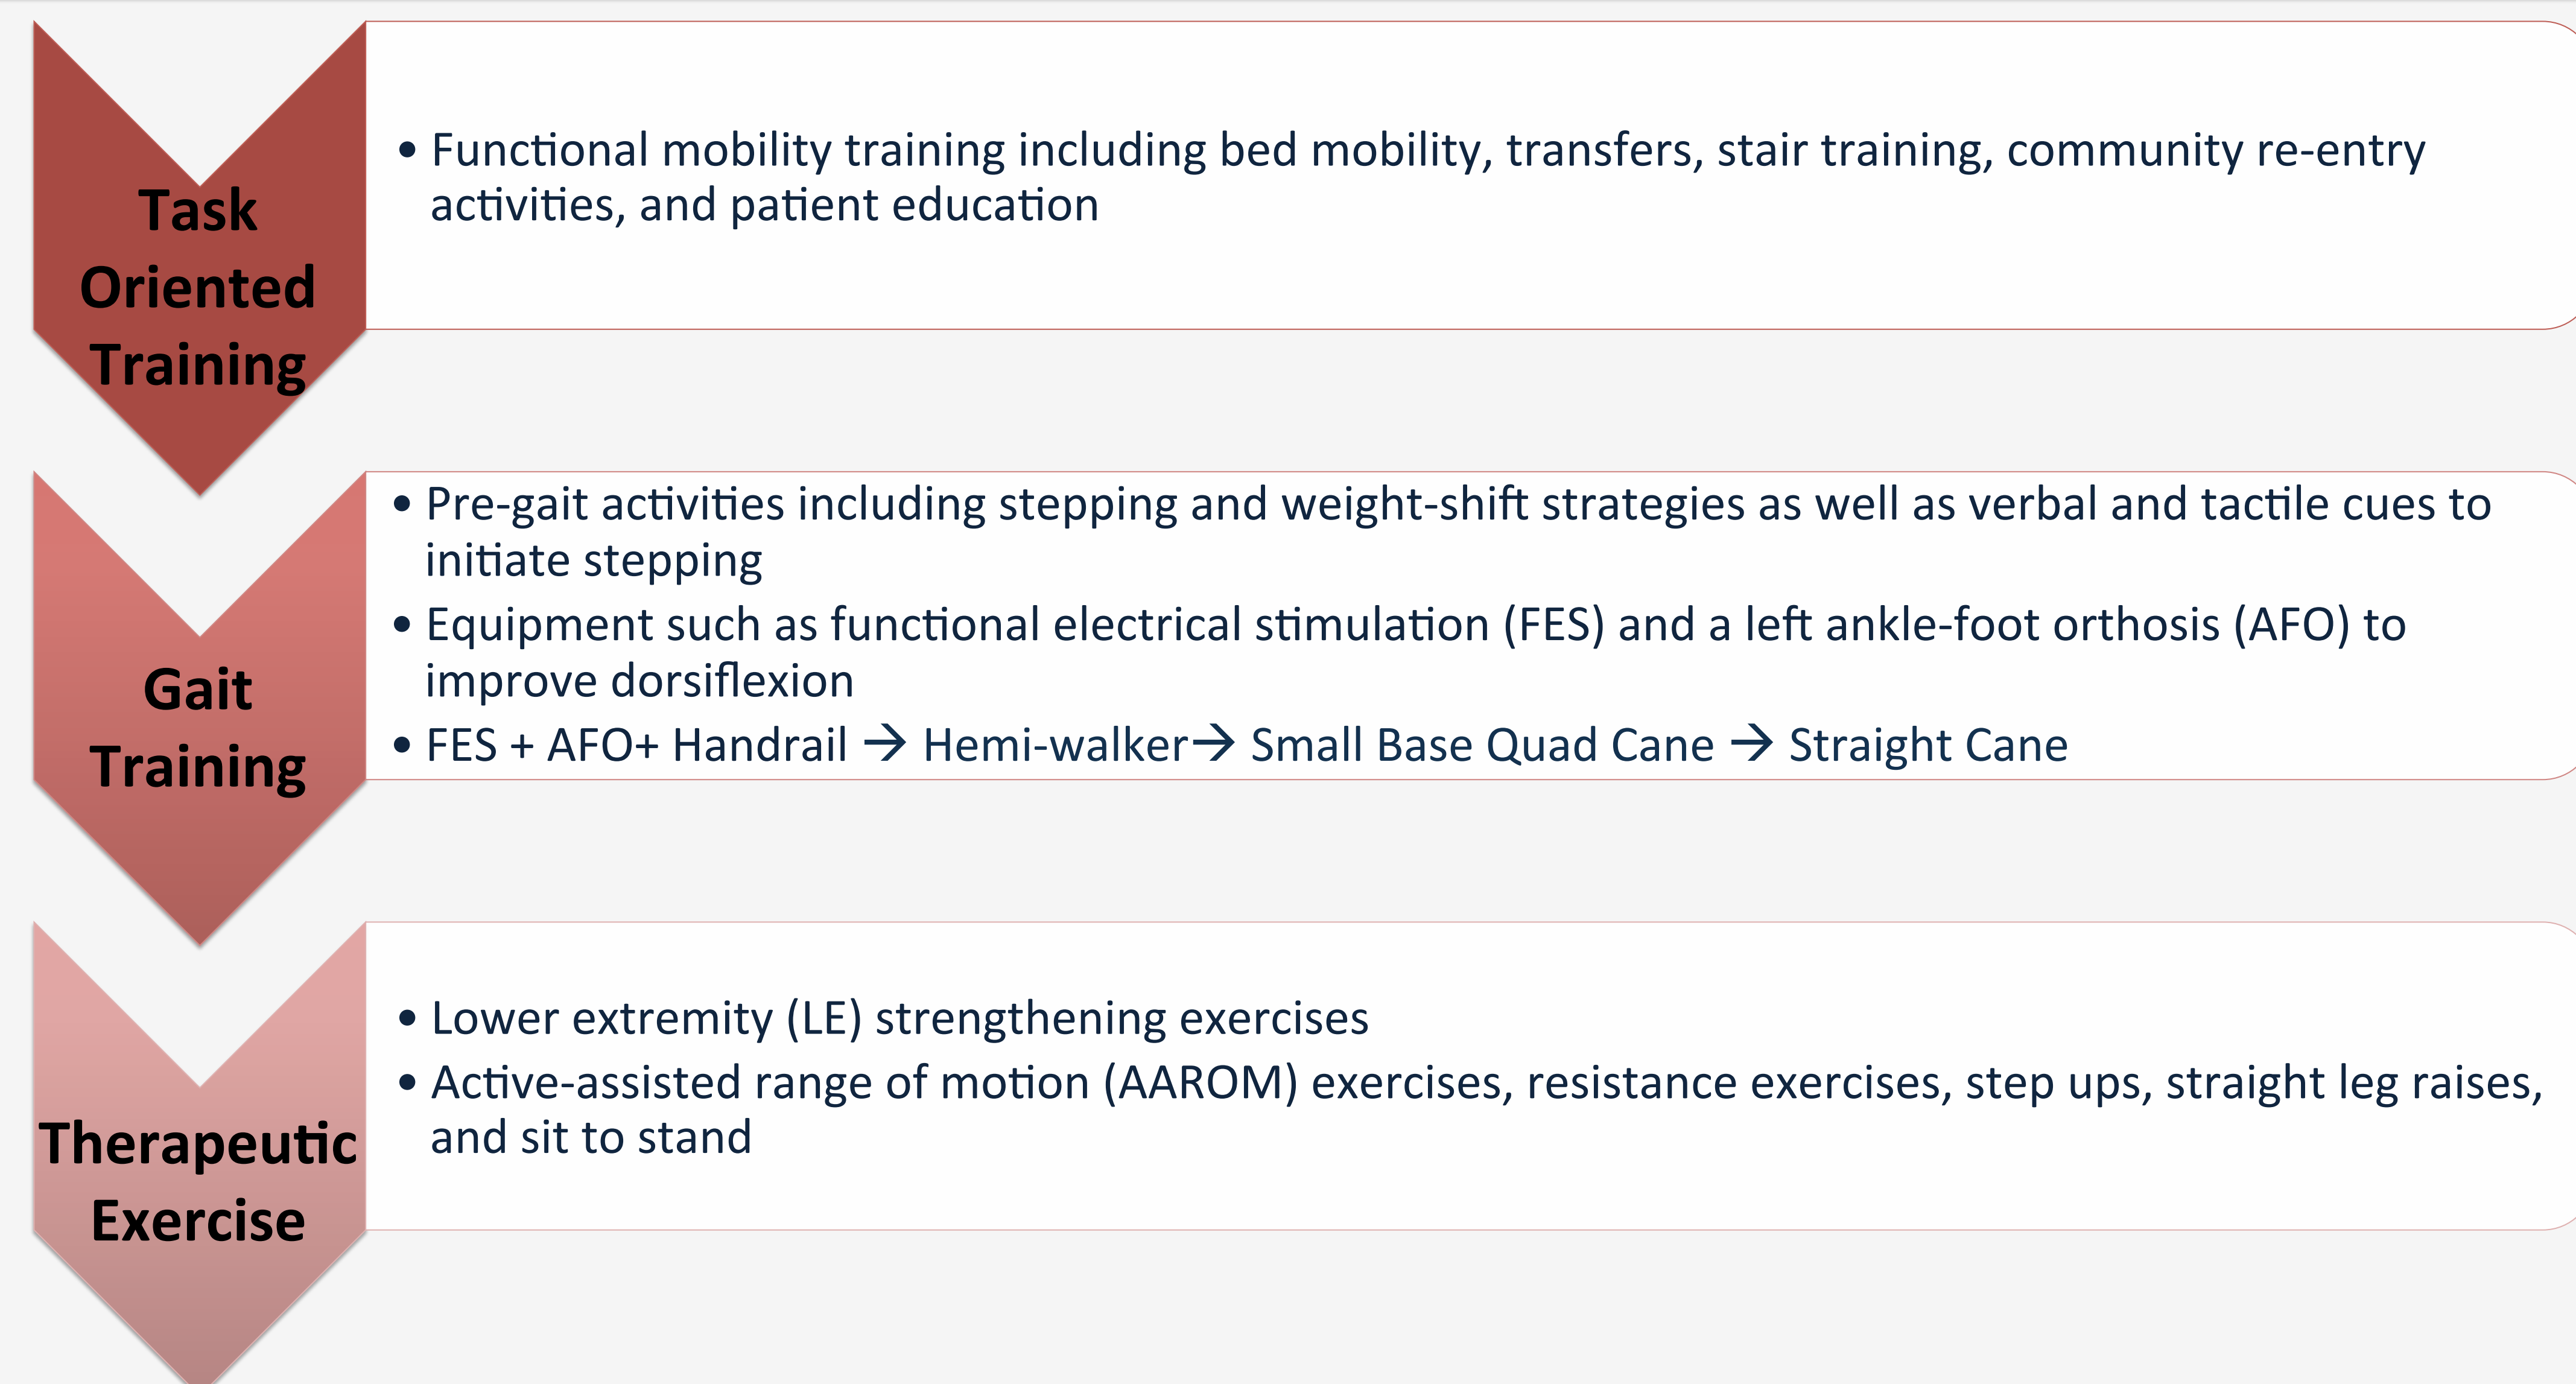 Task
Oriented
Training
• Functional mobility training including bed mobility, transfers, stair training, community re-entry
activities, and patient education
Gait
Training
• Pre-gait activities including stepping and weight-shift strategies as well as verbal and tactile cues to
initiate stepping
• Equipment such as functional electrical stimulation (FES) and a left ankle-foot orthosis (AFO) to
improve dorsiflexion
• FES + AFO+ Handrail → Hemi-walker→ Small Base Quad Cane → Straight Cane
Therapeutic
Exercise
• Lower extremity (LE) strengthening exercises
• Active-assisted range of motion (AAROM) exercises, resistance exercises, step ups, straight leg raises,
and sit to stand